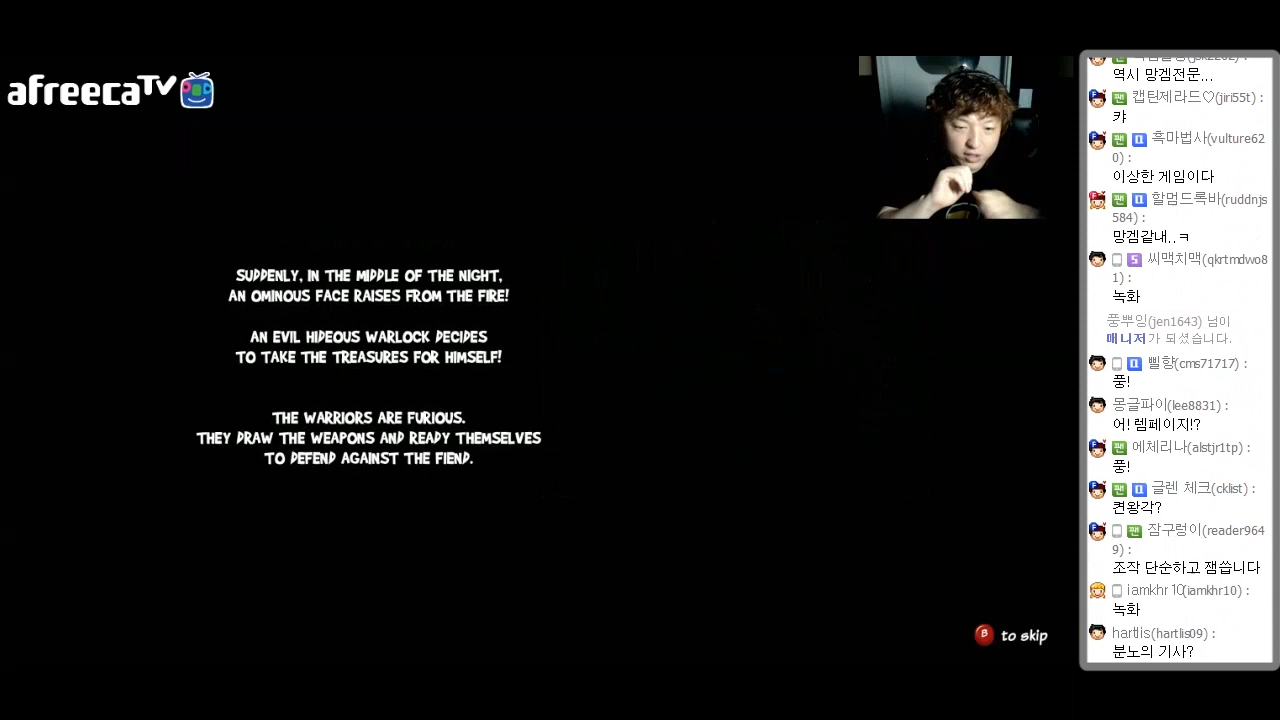 afreecaTV
SUDDENLY, IN THE MIDDLE OF THE NIGHT,
AN OMINOUS FACE RAISES FROM THE FIRE!
AN EVIL HIDEOUS WARLOCK DECIDES
TO TAKE THE TREASURES FOR HIMSELF!
THE WARRIORS ARE FURIOUS.
THEY DRAW THE WEAPONS AND READY THEMSELVES
TO DEFEND AGAINST THE FIEND.
B to skip
역시 망겜전문...
팬 캡틴제라드♡(jiri55t) :
캬
팬 흑마법사(vulture62
0) :
이상한 게임이다
팬 할멈드록바(ruddnjs
584) :
망겜같내..ㅋ
S 씨맥치맥(qkrtmdwo8
1) :
녹화
풍뿌잉(jen1643) 님이
매니저가 되셨습니다.
삘향(cms71717) :
풍!
몽글파이(lee8831) :
어! 렘페이지!?
팬 에체리나(alstjr1tp) :
풍!
팬 글렌 체크(cklist) :
켠왕각?
팬 잠구렁이(reader964
9) :
조작 단순하고 잼씁니다
iamkhr10(iamkhr10) :
녹화
hartlis(hartlis09) :
분노의 기사?